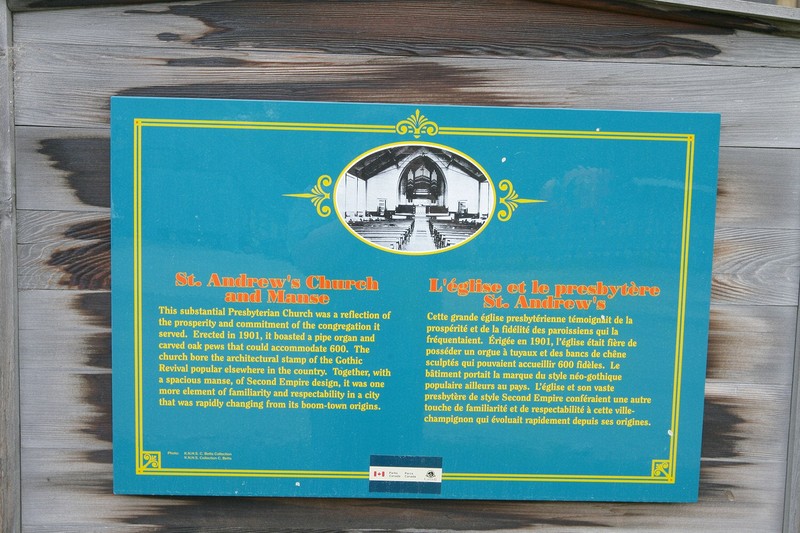 St. Andrew's Church
and Manse
This substantial Presbyterian Church was a reflection of
the prosperity and commitment of the congregation it
served. Erected in 1901, it boasted a pipe organ and
carved oak pews that could accommodate 600. The
church bore the architectural stamp of the Gothic
Revival popular elsewhere in the country. Together, with
a spacious manse, of Second Empire design, it was one
more element of familiarity and respectability in a city
that was rapidly changing from its boom-town origins.
L'église et le presbytère
St. Andrew's
Cette grande église presbytérienne témoignait de la
prospérité et de la fidélité des paroissiens qui la
fréquentaient. Érigée en 1901, l'église était fière de
posséder un orgue à tuyaux et des bancs de chêne
sculptés qui pouvaient accueillir 600 fidèles. Le
bâtiment portait la marque du style néo-gothique
populaire ailleurs au pays. L'église et son vaste
presbytère de style Second Empire conféraient une autre
touche de familiarité et de respectabilité à cette ville-
champignon qui évoluait rapidement depuis ses origines.
Photo:
Parks Parcs
Canada Canada